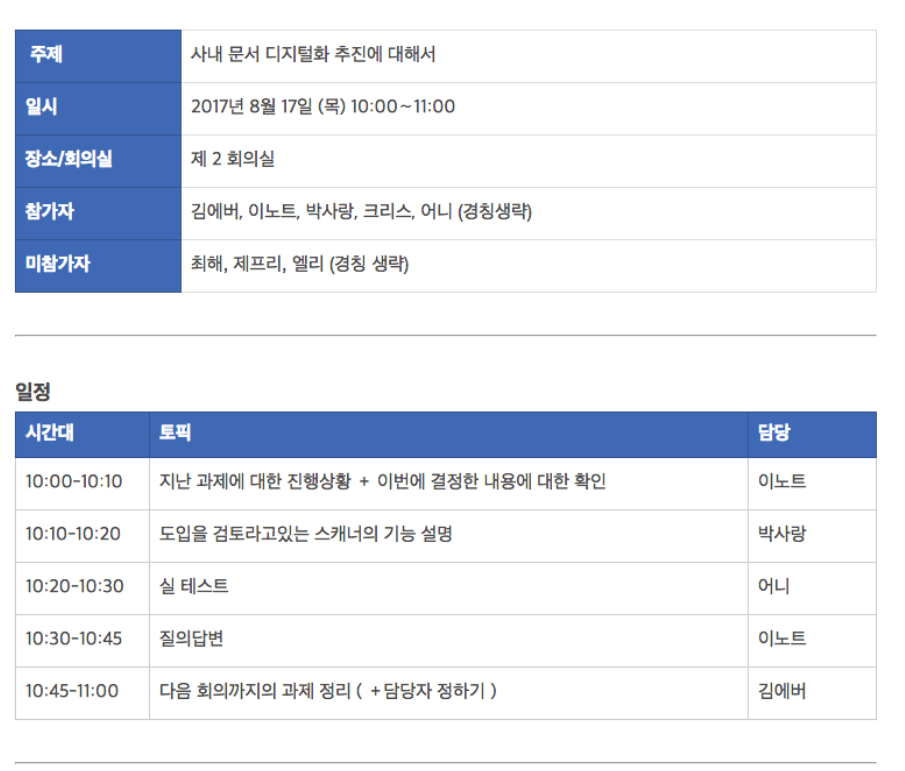 주제 사내 문서 디지털화 추진에 대해서
일시 2017년 8월 17일 (목) 10:00~11:00
장소/회의실 제 2 회의실
참가자 김에버, 이노트, 박사랑, 크리스, 어니 (경칭생략)
미참가자 최해, 제프리, 엘리 (경칭 생략)
일정
시간대 토픽 담당
10:00-10:10 지난 과제에 대한 진행상황 + 이번에 결정한 내용에 대한 확인 이노트
10:10-10:20 도입을 검토라고있는 스캐너의 기능 설명 박사랑
10:20-10:30 실 테스트 어니
10:30-10:45 질의답변 이노트
10:45-11:00 다음 회의까지의 과제 정리 ( +담당자 정하기 ) 김에버